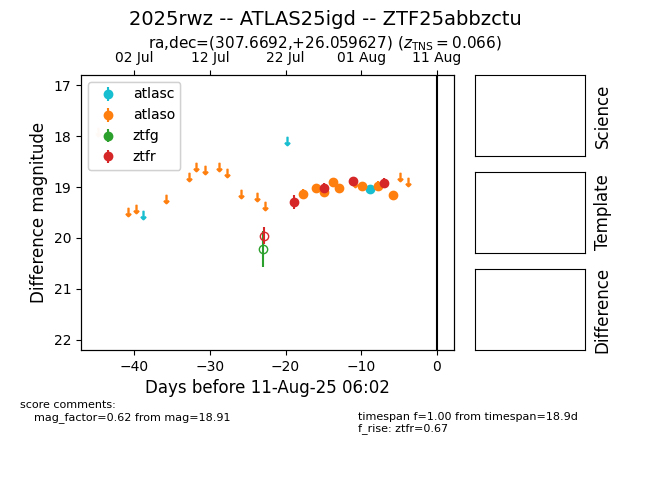 2025rwz -- ATLAS25igd -- ZTF25abbzctu
ra,dec=(307.6692,+26.059627) (z_TNS = 0.066)
02 Jul 12 Jul 22 Jul 01 Aug 11 Aug
17
18
19
20
21
22
Difference magnitude
atlasc
atlaso
ztfg
ztfr
−40 −30 −20 −10 0
Days before 11-Aug-25 06:02
Science
Template
Difference
score comments:
mag_factor=0.62 from mag=18.91
timespan f=1.00 from timespan=18.9d
f_rise: ztfr=0.67